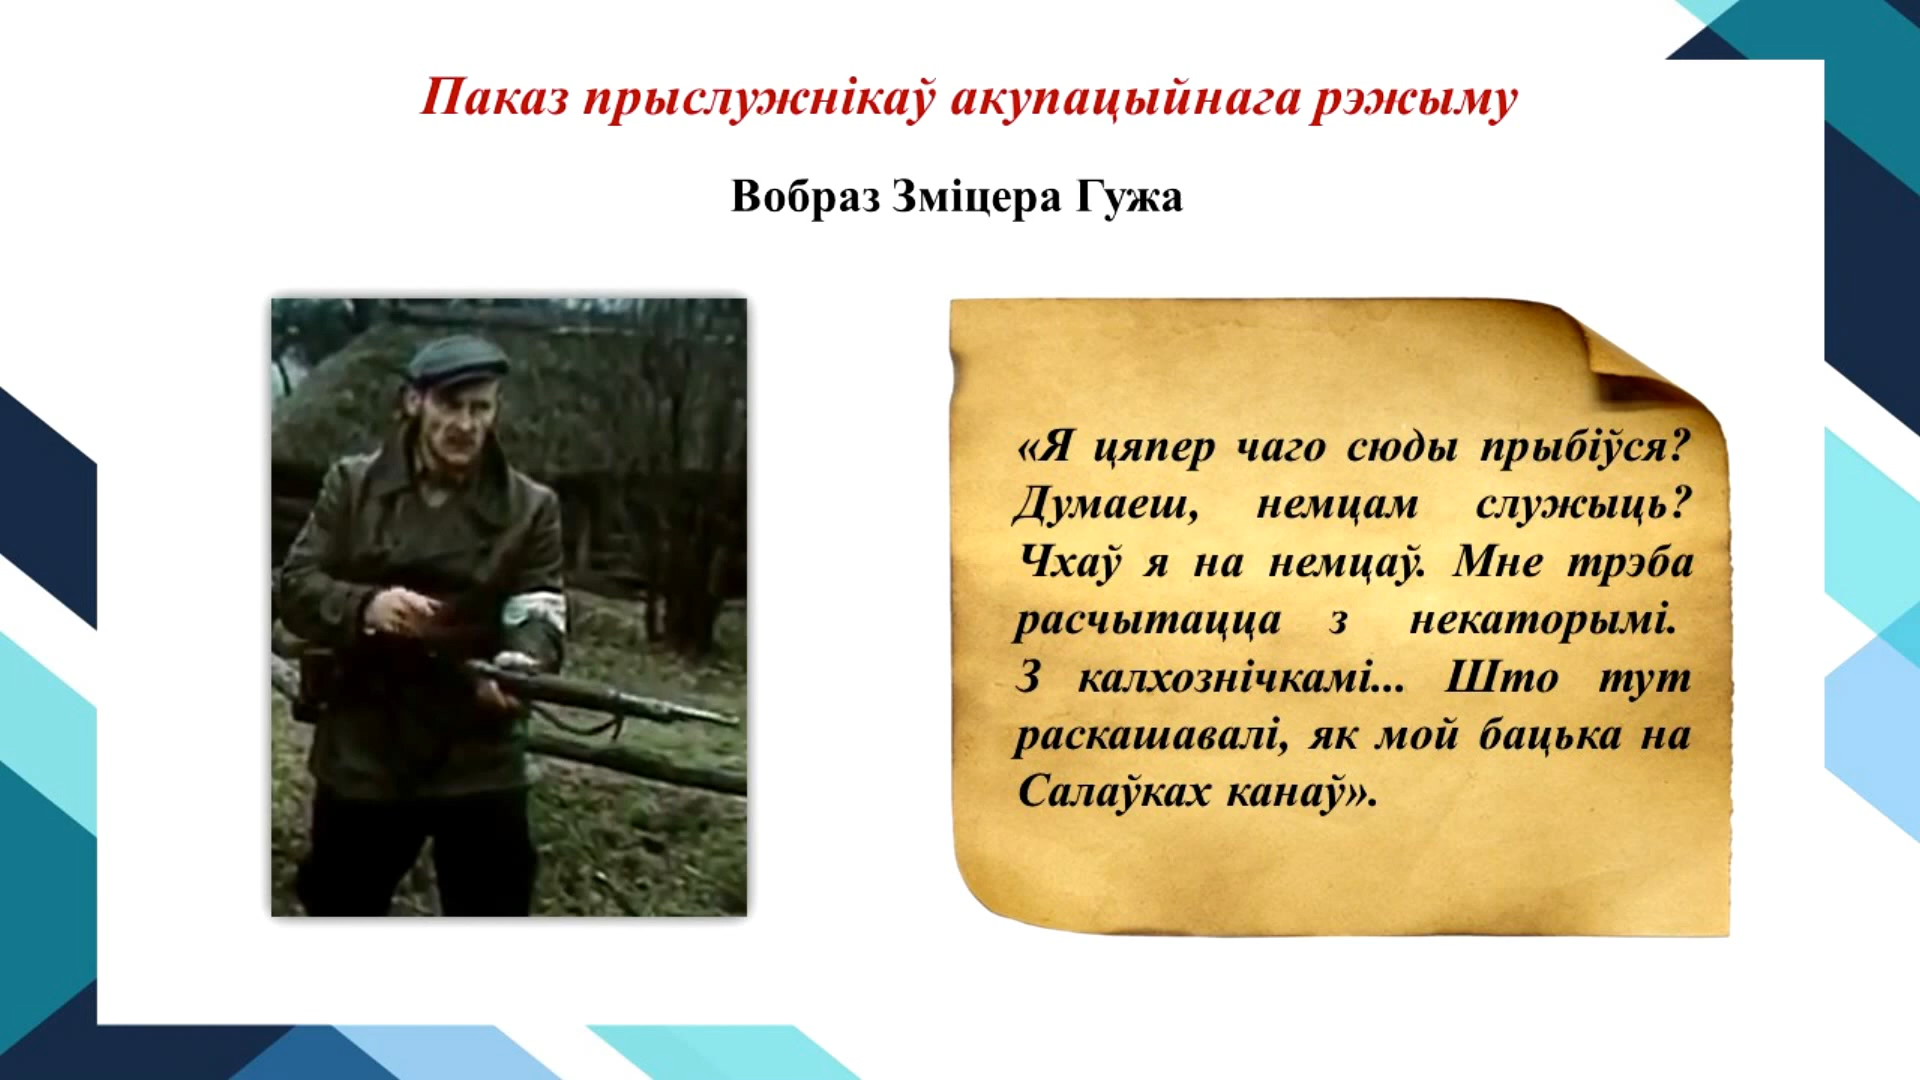 Паказ прыслужнікаў акупацыйнага рэжыму
Вобраз Зміцера Гужа
«Я цяпер чаго сюды прыбіўся?
Думаеш, немцам служыць?
Чхаў я на немцаў. Мне трэба
расчытацца з некаторымі.
З калхознічкамі... Што тут
раскашавалі, як мой бацька на
Салаўках канаў».